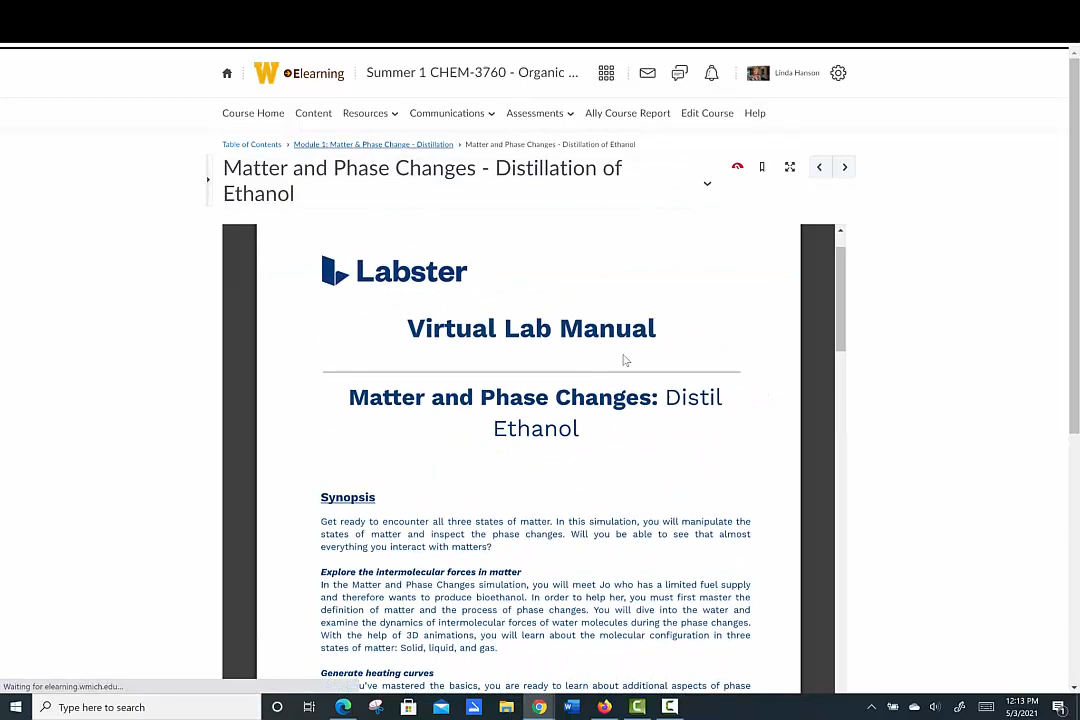 Elearning
Summer 1 CHEM-3760 - Organic ...
Linda Hanson
Course Home
Content
Resources
Communications
Assessments
Ally Course Report
Edit Course
Help
Table of Contents
Module 1: Matter & Phase Change - Distillation
Matter and Phase Changes - Distillation of Ethanol
Matter and Phase Changes - Distillation of
Ethanol
Labster
Virtual Lab Manual
Matter and Phase Changes: Distil
Ethanol
Synopsis
Get ready to encounter all three states of matter. In this simulation, you will manipulate the
states of matter and inspect the phase changes. Will you be able to see that almost
everything you interact with matters?
Explore the intermolecular forces in matter
In the Matter and Phase Changes simulation, you will meet Jo who has a limited fuel supply
and therefore wants to produce bioethanol. In order to help her, you must first master the
definition of matter and the process of phase changes. You will dive into the water and
examine the dynamics of intermolecular forces of water molecules during the phase changes.
With the help of 3D animations, you will learn about the molecular configuration in three
states of matter: Solid, liquid, and gas.
Generate heating curves
u've mastered the basics, you are ready to learn about additional aspects of phase
Waiting for elearning.wmich.edu...
Type here to search
12:13 PM
5/3/2021